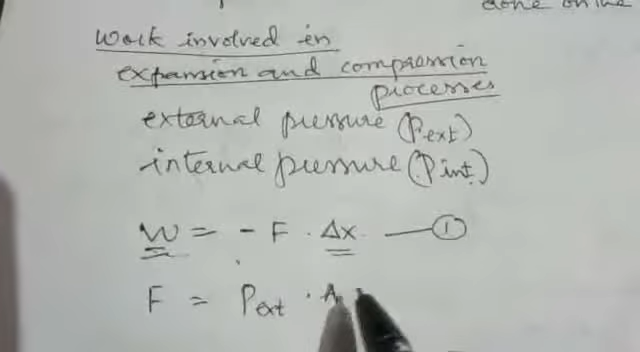 done on the
Work involved in
expansion and compression
processes
external pressure (Pext)
internal pressure (Pint)
W = - F . Δx. —①
F = Pext . A